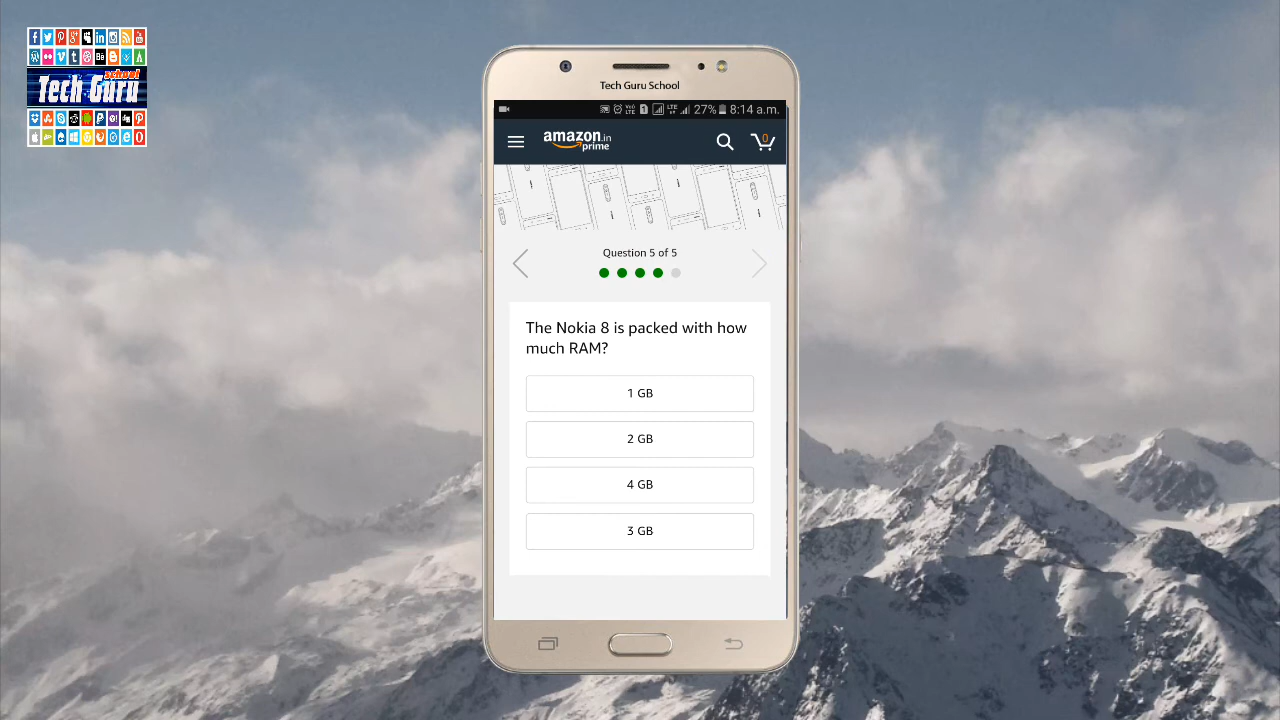 school
Tech Guru
Tech Guru School
27% 8:14 a.m.
amazon.in
prime
0
Question 5 of 5
The Nokia 8 is packed with how
much RAM?
1 GB
2 GB
4 GB
3 GB